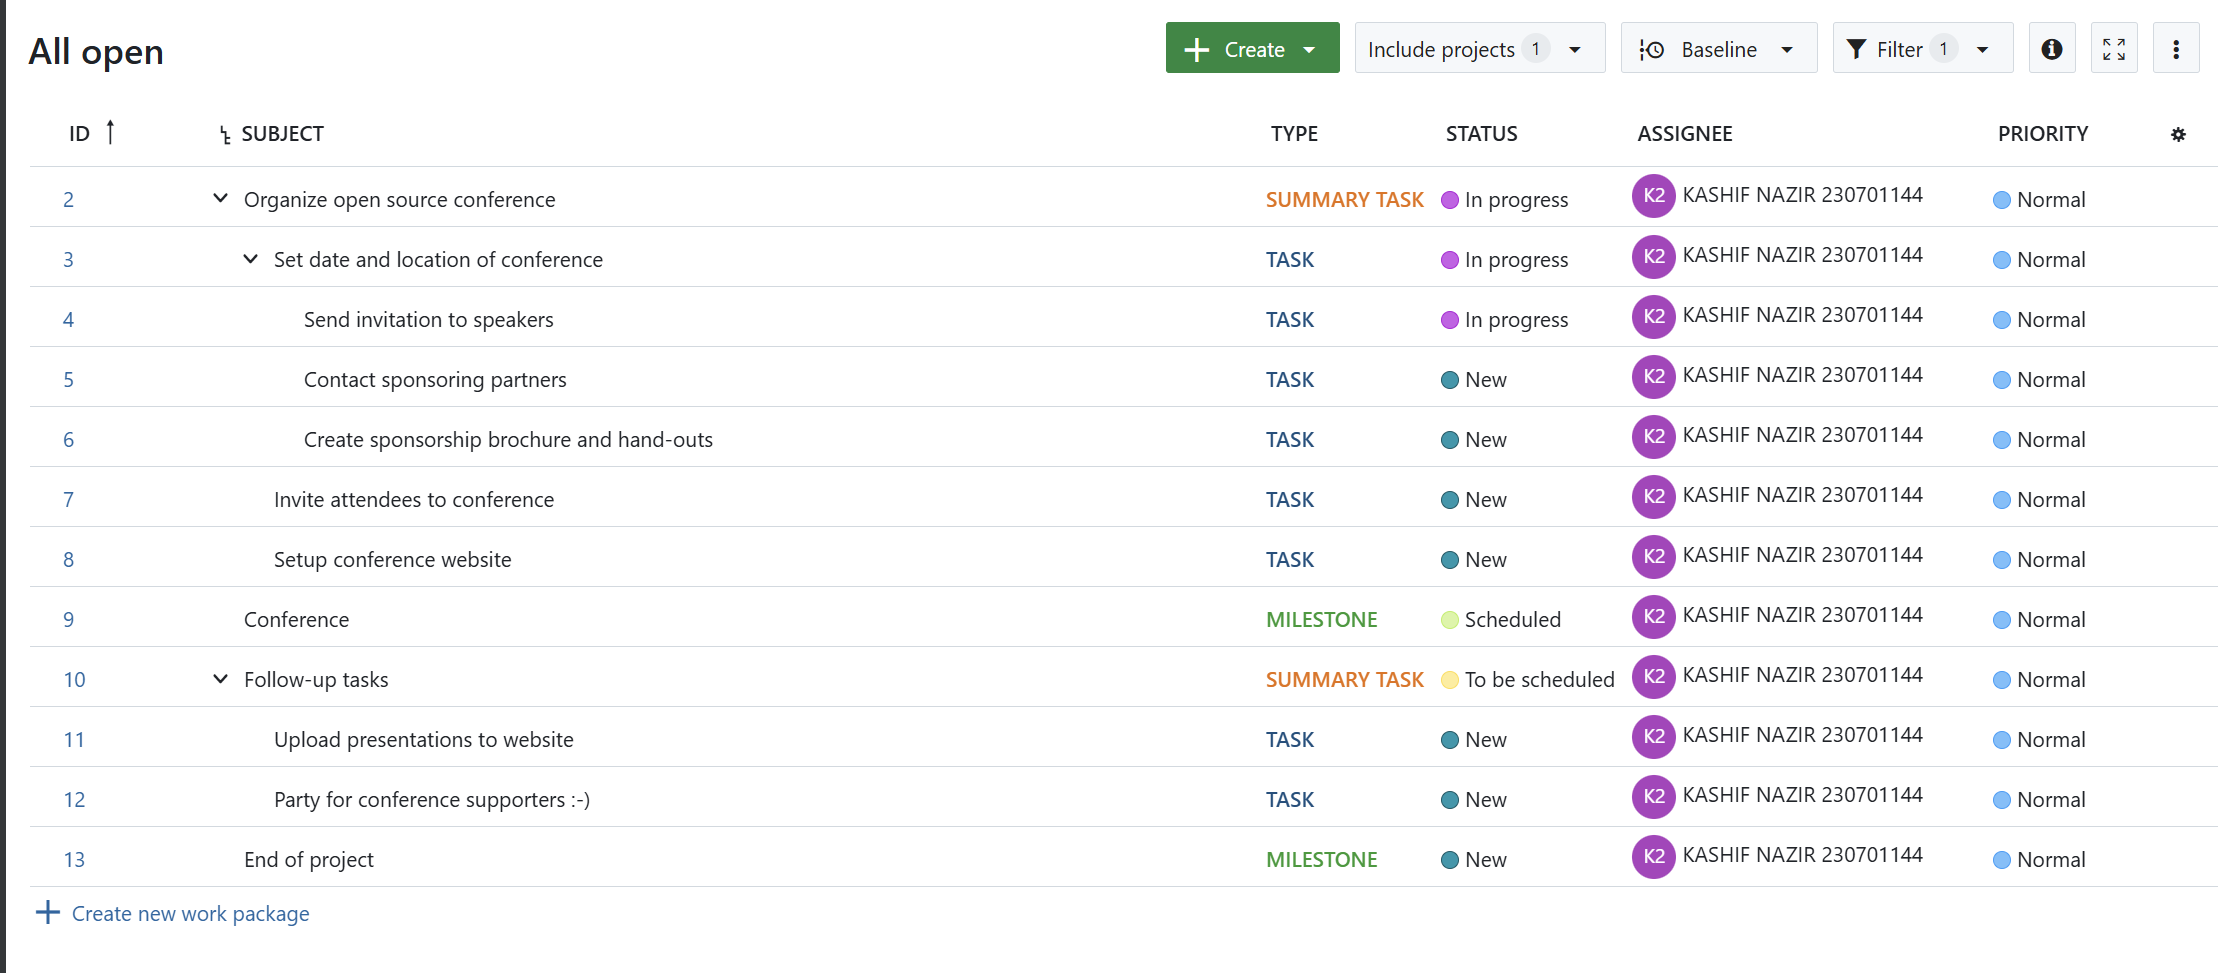 All open
Create Include projects 1 Baseline Filter 1
ID SUBJECT TYPE STATUS ASSIGNEE PRIORITY
2 Organize open source conference SUMMARY TASK In progress K2 KASHIF NAZIR 230701144 Normal
3 Set date and location of conference TASK In progress K2 KASHIF NAZIR 230701144 Normal
4 Send invitation to speakers TASK In progress K2 KASHIF NAZIR 230701144 Normal
5 Contact sponsoring partners TASK New K2 KASHIF NAZIR 230701144 Normal
6 Create sponsorship brochure and hand-outs TASK New K2 KASHIF NAZIR 230701144 Normal
7 Invite attendees to conference TASK New K2 KASHIF NAZIR 230701144 Normal
8 Setup conference website TASK New K2 KASHIF NAZIR 230701144 Normal
9 Conference MILESTONE Scheduled K2 KASHIF NAZIR 230701144 Normal
10 Follow-up tasks SUMMARY TASK To be scheduled K2 KASHIF NAZIR 230701144 Normal
11 Upload presentations to website TASK New K2 KASHIF NAZIR 230701144 Normal
12 Party for conference supporters :-) TASK New K2 KASHIF NAZIR 230701144 Normal
13 End of project MILESTONE New K2 KASHIF NAZIR 230701144 Normal
Create new work package